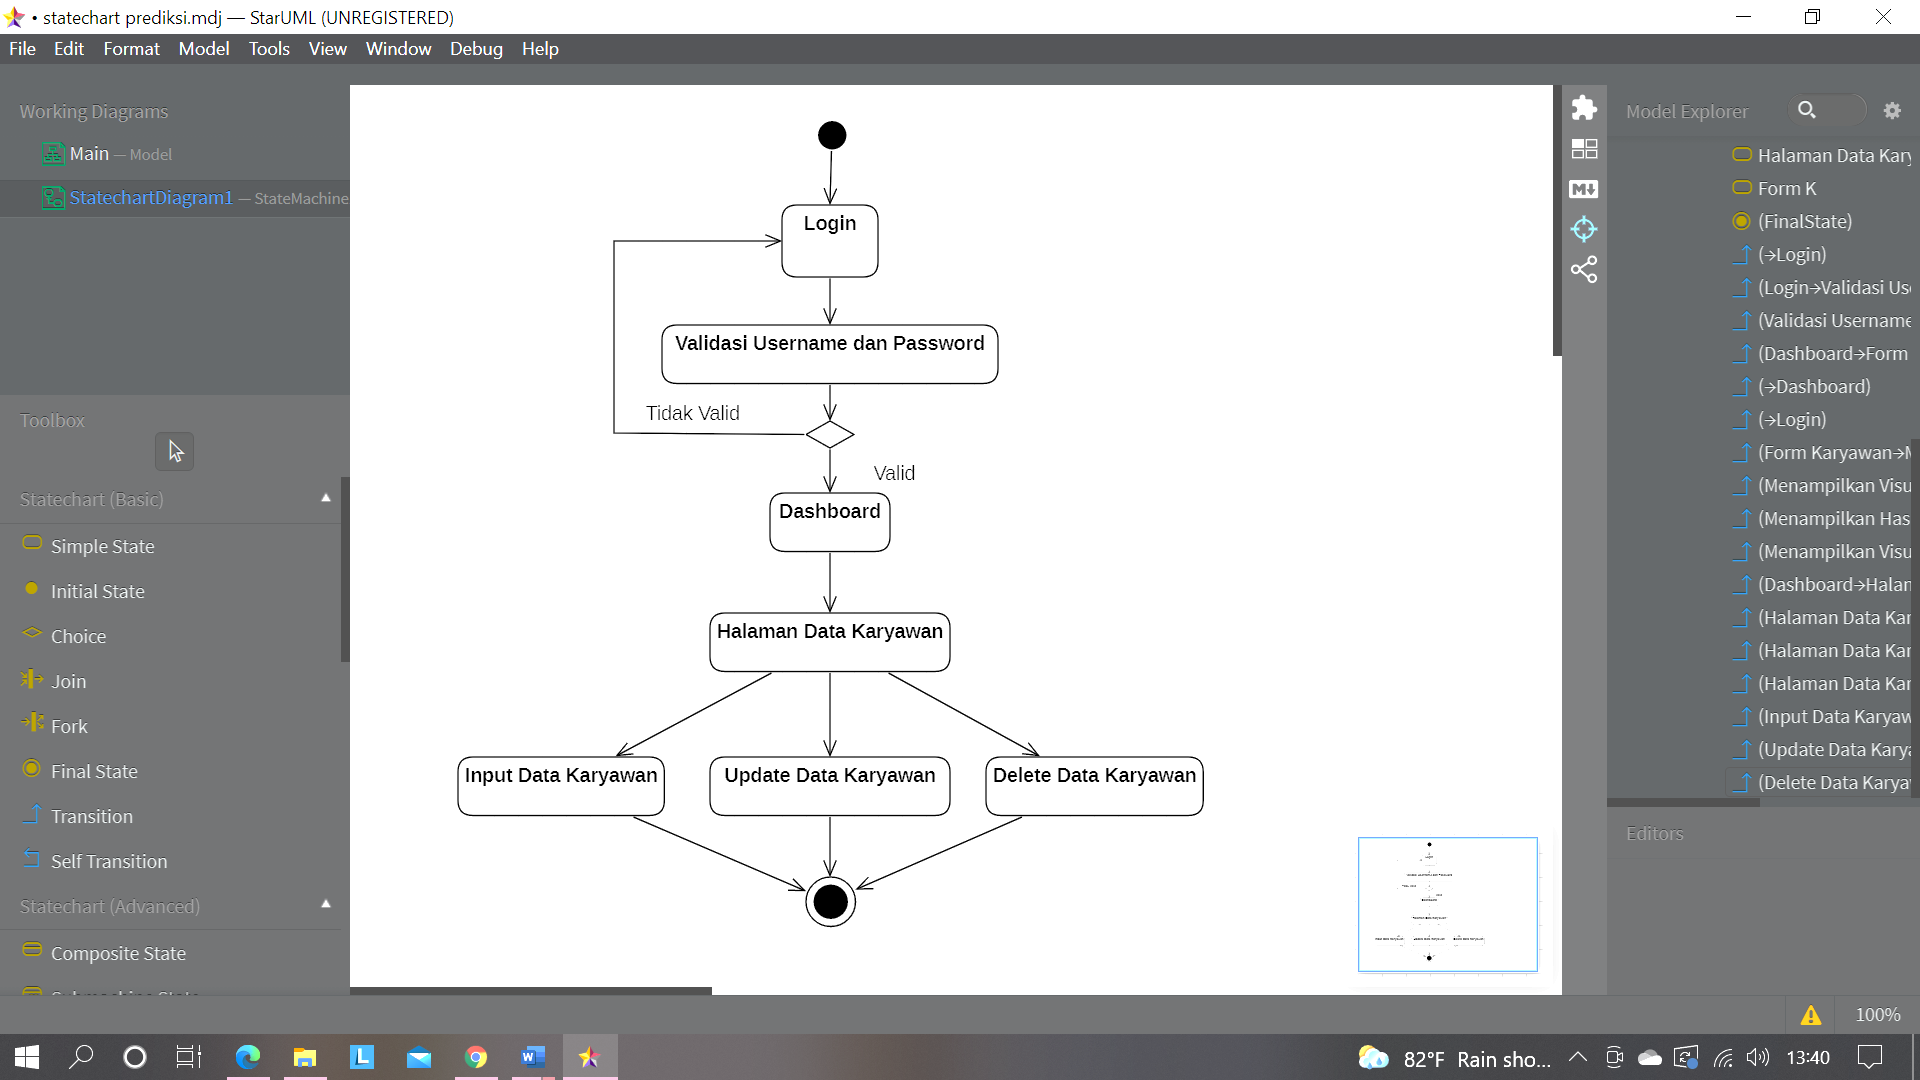 • statechart prediksi.mdj — StarUML (UNREGISTERED)
File Edit Format Model Tools View Window Debug Help
Working Diagrams
Main — Model
StatechartDiagram1 — StateMachine
Toolbox
Statechart (Basic)
Simple State
Initial State
Choice
Join
Fork
Final State
Transition
Self Transition
Statechart (Advanced)
Composite State
Login
Validasi Username dan Password
Tidak Valid
Valid
Dashboard
Halaman Data Karyawan
Input Data Karyawan
Update Data Karyawan
Delete Data Karyawan
Model Explorer
Halaman Data Kary
Form K
(FinalState)
(→Login)
(Login→Validasi Use
(Validasi Username
(Dashboard→Form
(→Dashboard)
(→Login)
(Form Karyawan→M
(Menampilkan Visu
(Menampilkan Has
(Menampilkan Visu
(Dashboard→Halan
(Halaman Data Kar
(Halaman Data Kar
(Halaman Data Kar
(Input Data Karyaw
(Update Data Karya
(Delete Data Karya
Editors
100%
82°F Rain sho...
13:40